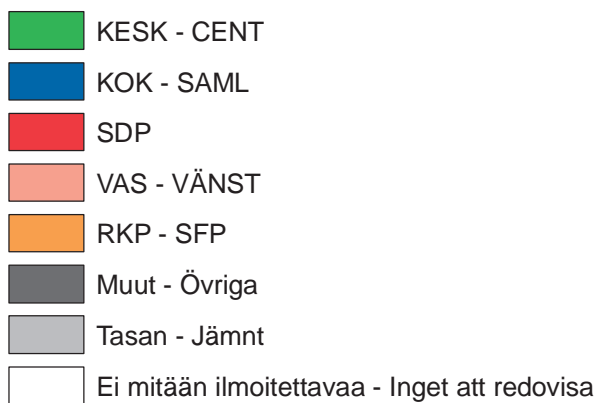 KESK - CENT
KOK - SAML
SDP
VAS - VÄNST
RKP - SFP
Muut - Övriga
Tasan - Jämnt
Ei mitään ilmoitettavaa - Inget att redovisa